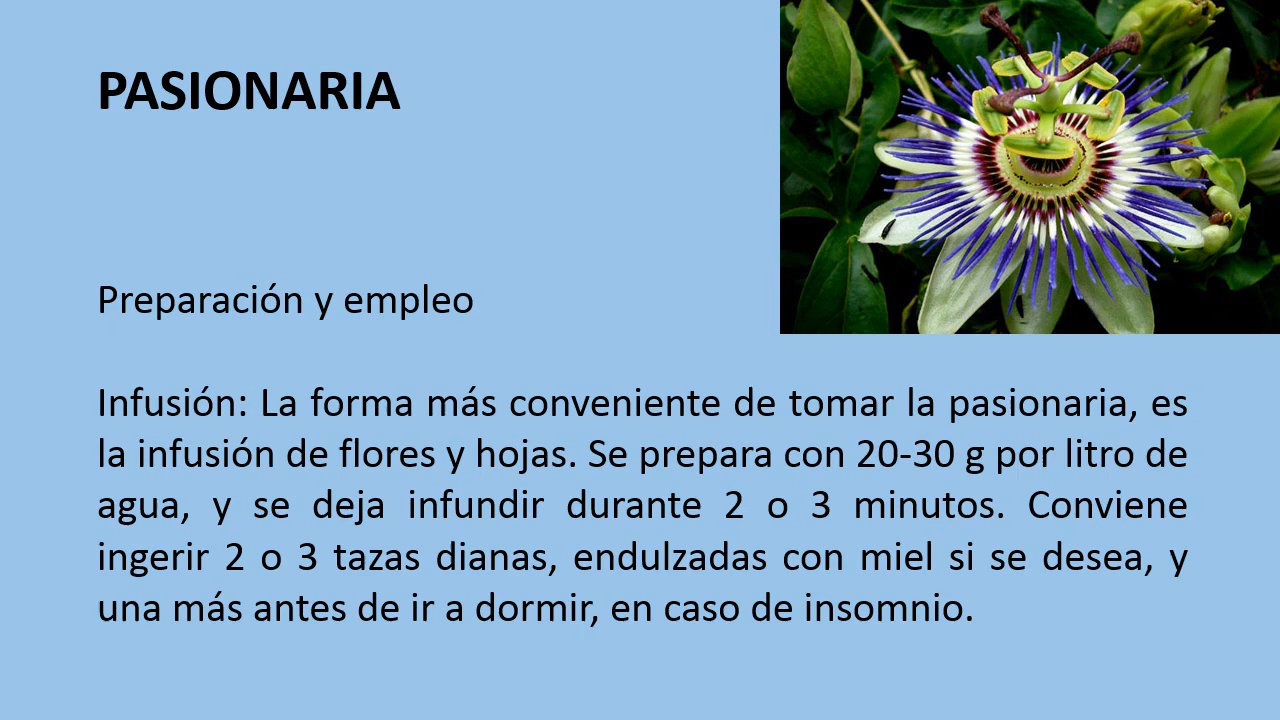 PASIONARIA
Preparación y empleo
Infusión: La forma más conveniente de tomar la pasionaria, es
la infusión de flores y hojas. Se prepara con 20-30 g por litro de
agua, y se deja infundir durante 2 o 3 minutos. Conviene
ingerir 2 o 3 tazas dianas, endulzadas con miel si se desea, y
una más antes de ir a dormir, en caso de insomnio.